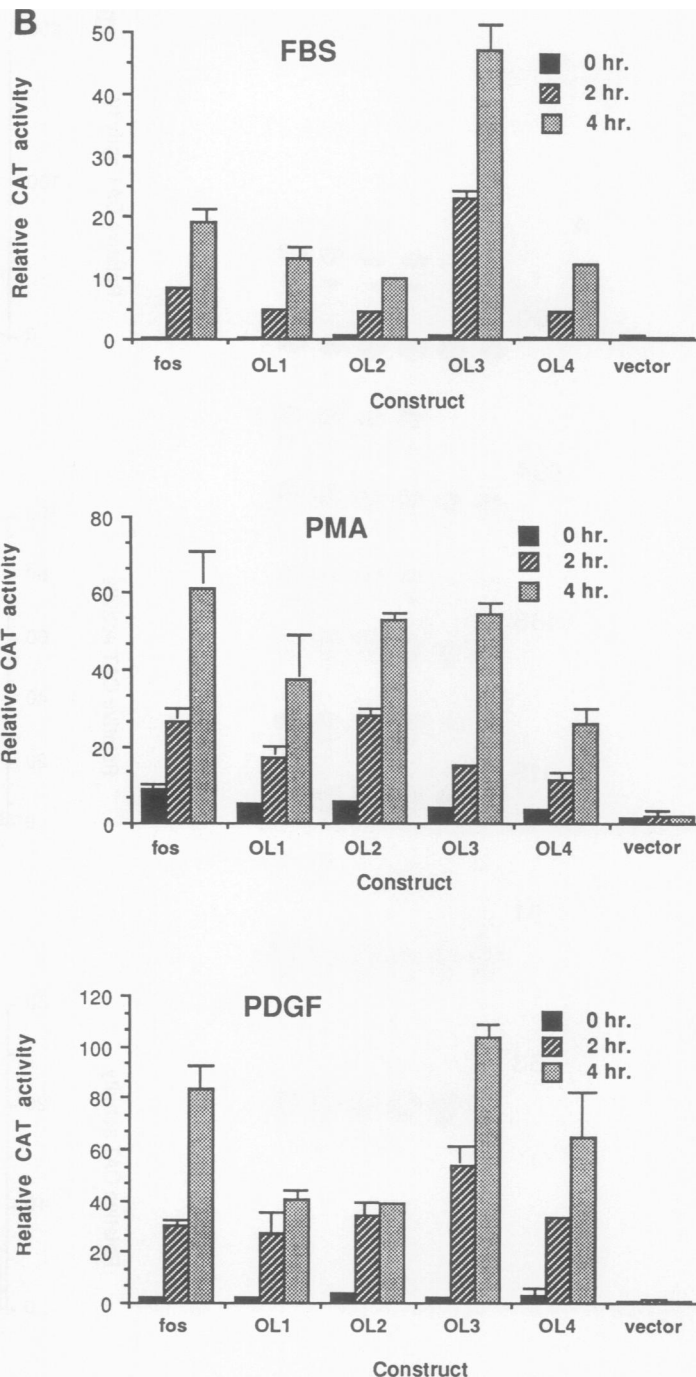 B
FBS
0 hr.
2 hr.
4 hr.
50
40
30
20
10
0
Relative CAT activity
fos OL1 OL2 OL3 OL4 vector
Construct
PMA
0 hr.
2 hr.
4 hr.
80
60
40
20
0
Relative CAT activity
fos OL1 OL2 OL3 OL4 vector
Construct
PDGF
0 hr.
2 hr.
4 hr.
120
100
80
60
40
20
0
Relative CAT activity
fos OL1 OL2 OL3 OL4 vector
Construct